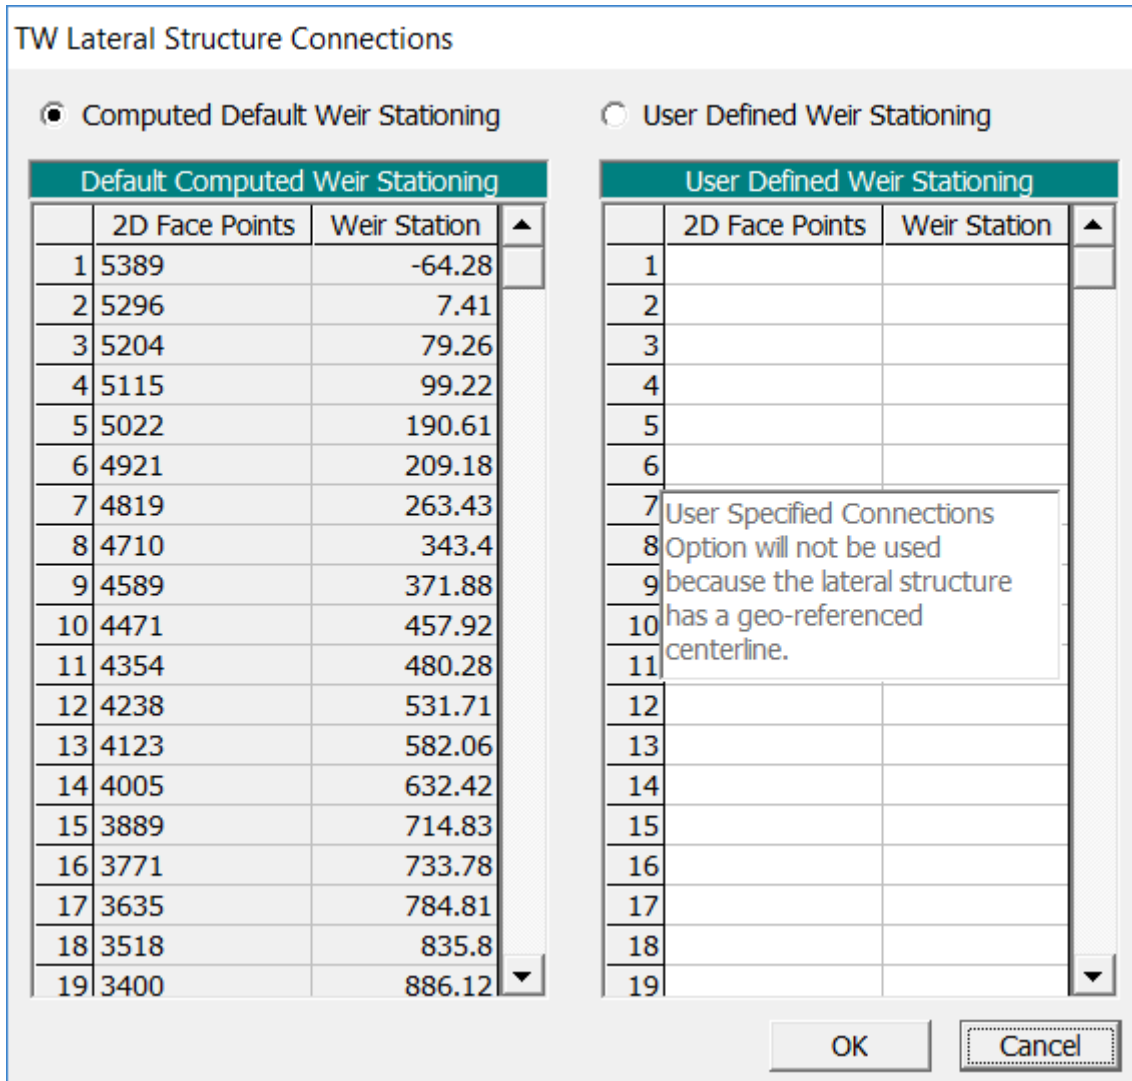 TW Lateral Structure Connections
Computed Default Weir Stationing
User Defined Weir Stationing
Default Computed Weir Stationing
2D Face Points Weir Station
1 5389 -64.28
2 5296 7.41
3 5204 79.26
4 5115 99.22
5 5022 190.61
6 4921 209.18
7 4819 263.43
8 4710 343.4
9 4589 371.88
10 4471 457.92
11 4354 480.28
12 4238 531.71
13 4123 582.06
14 4005 632.42
15 3889 714.83
16 3771 733.78
17 3635 784.81
18 3518 835.8
19 3400 886.12
User Defined Weir Stationing
2D Face Points Weir Station
1
2
3
4
5
6
7
8
9
10
11
12
13
14
15
16
17
18
19
User Specified Connections
Option will not be used
because the lateral structure
has a geo-referenced
centerline.
OK
Cancel